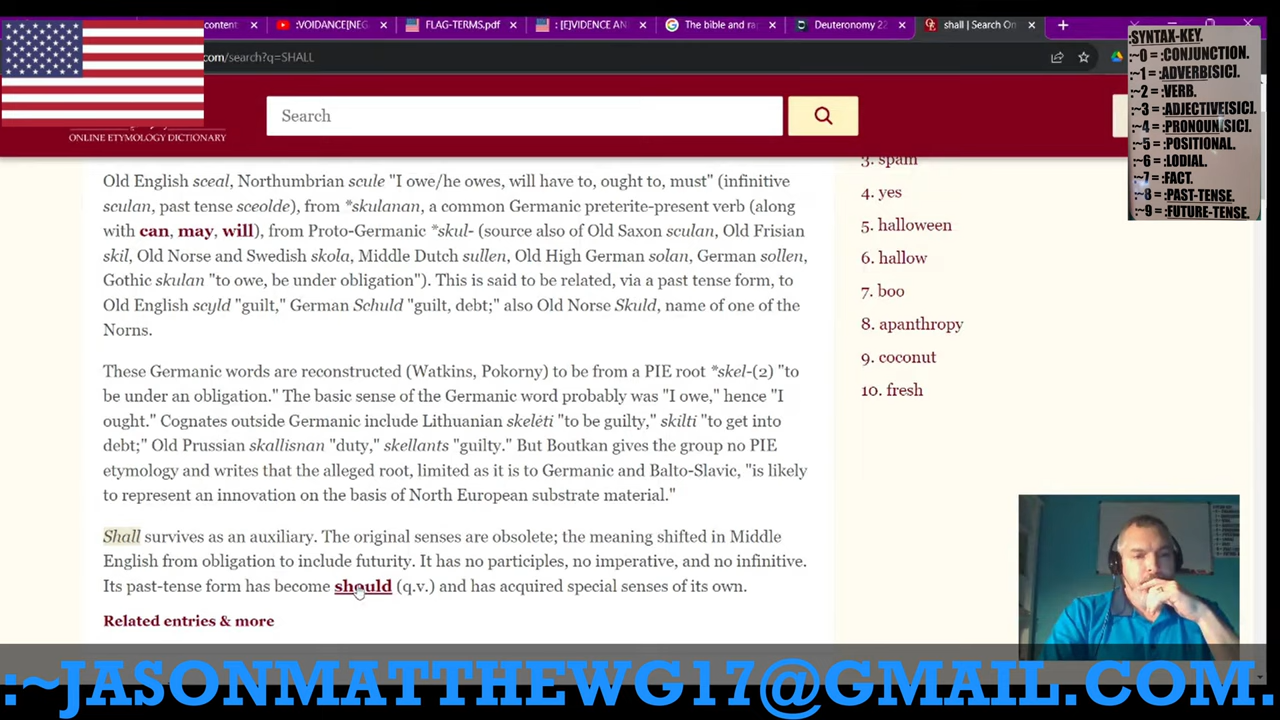 content
:VOIDANCE[NEG
FLAG-TERMS.pdf
: [E]VIDENCE AN
The bible and ra
Deuteronomy 22
shall | Search On
.com/search?q=SHALL
:SYNTAX-KEY.
:~0 = :CONJUNCTION.
:~1 = :ADVERB[SIC].
:~2 = :VERB.
:~3 = :ADJECTIVE[SIC].
:~4 = :PRONOUN[SIC].
:~5 = :POSITIONAL.
:~6 = :LODIAL.
:~7 = :FACT.
:~8 = :PAST-TENSE.
:~9 = :FUTURE-TENSE.
Search
ONLINE ETYMOLOGY DICTIONARY
Old English sceal, Northumbrian scule "I owe/he owes, will have to, ought to, must" (infinitive
sculan, past tense sceolde), from *skulanan, a common Germanic preterite-present verb (along
with can, may, will), from Proto-Germanic *skul- (source also of Old Saxon sculan, Old Frisian
skil, Old Norse and Swedish skola, Middle Dutch sullen, Old High German solan, German sollen,
Gothic skulan "to owe, be under obligation"). This is said to be related, via a past tense form, to
Old English scyld "guilt," German Schuld "guilt, debt;" also Old Norse Skuld, name of one of the
Norns.
These Germanic words are reconstructed (Watkins, Pokorny) to be from a PIE root *skel-(2) "to
be under an obligation." The basic sense of the Germanic word probably was "I owe," hence "I
ought." Cognates outside Germanic include Lithuanian skelėti "to be guilty," skilti "to get into
debt;" Old Prussian skallisnan "duty," skellants "guilty." But Boutkan gives the group no PIE
etymology and writes that the alleged root, limited as it is to Germanic and Balto-Slavic, "is likely
to represent an innovation on the basis of North European substrate material."
Shall survives as an auxiliary. The original senses are obsolete; the meaning shifted in Middle
English from obligation to include futurity. It has no participles, no imperative, and no infinitive.
Its past-tense form has become should (q.v.) and has acquired special senses of its own.
Related entries & more
3. spam
4. yes
5. halloween
6. hallow
7. boo
8. apanthropy
9. coconut
10. fresh
:~JASONMATTHEWG17@GMAIL.COM.